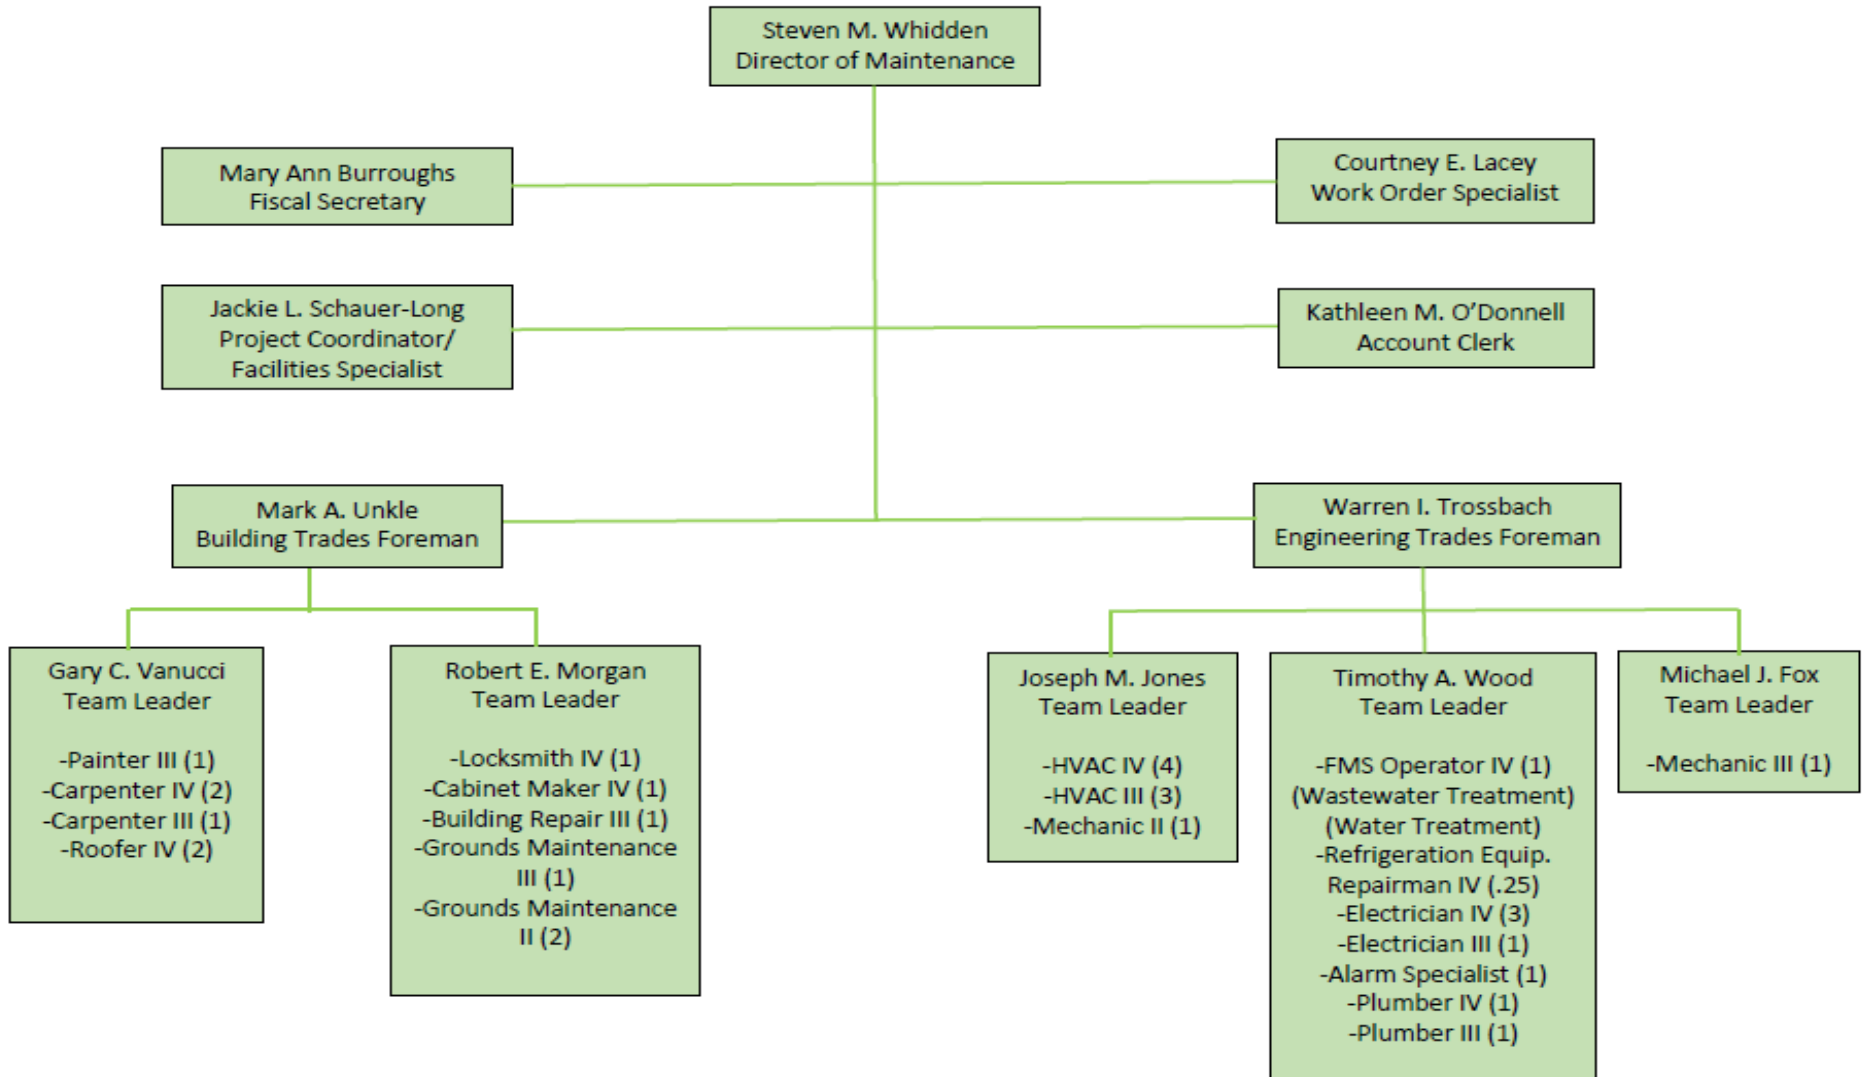 Steven M. Whidden
Director of Maintenance
Mary Ann Burroughs
Fiscal Secretary
Courtney E. Lacey
Work Order Specialist
Jackie L. Schauer-Long
Project Coordinator/
Facilities Specialist
Kathleen M. O’Donnell
Account Clerk
Mark A. Unkle
Building Trades Foreman
Warren I. Trossbach
Engineering Trades Foreman
Gary C. Vanucci
Team Leader
-Painter III (1)
-Carpenter IV (2)
-Carpenter III (1)
-Roofer IV (2)
Robert E. Morgan
Team Leader
-Locksmith IV (1)
-Cabinet Maker IV (1)
-Building Repair III (1)
-Grounds Maintenance
III (1)
-Grounds Maintenance
II (2)
Joseph M. Jones
Team Leader
-HVAC IV (4)
-HVAC III (3)
-Mechanic II (1)
Timothy A. Wood
Team Leader
-FMS Operator IV (1)
(Wastewater Treatment)
(Water Treatment)
-Refrigeration Equip.
Repairman IV (.25)
-Electrician IV (3)
-Electrician III (1)
-Alarm Specialist (1)
-Plumber IV (1)
-Plumber III (1)
Michael J. Fox
Team Leader
-Mechanic III (1)